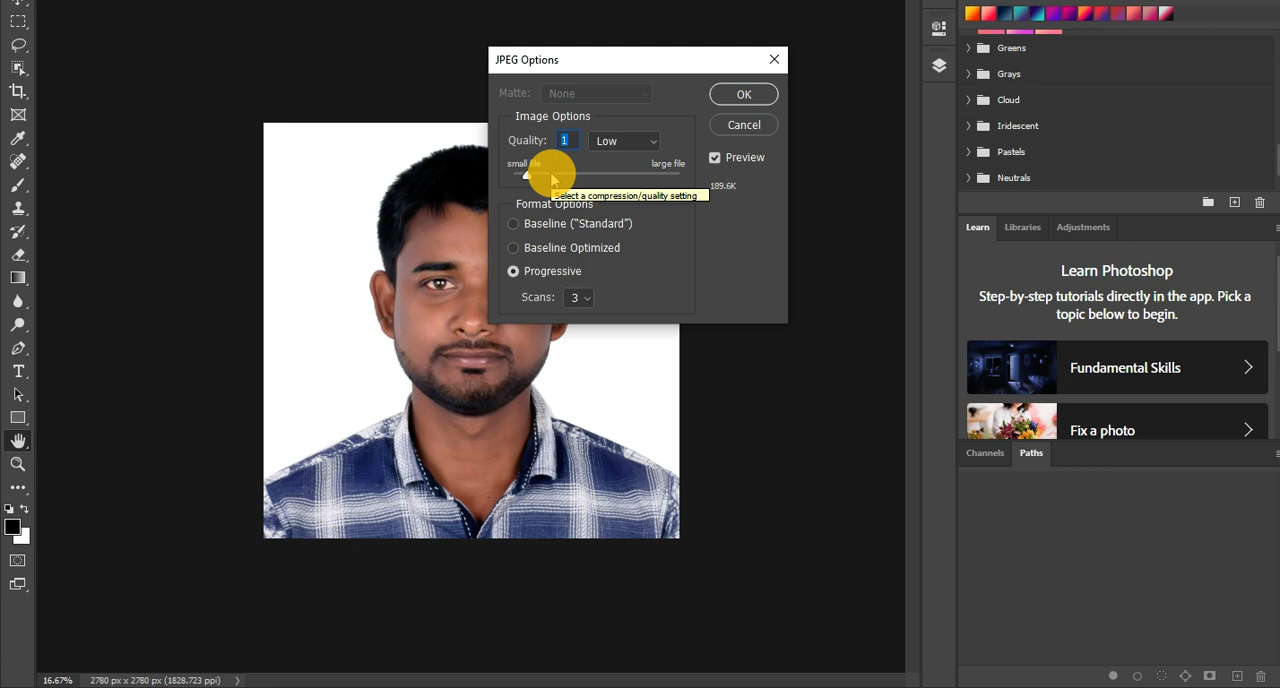 JPEG Options
Matte: None
OK
Image Options
Quality: 1 Low
Cancel
small file large file
Preview
189.6K
Select a compression/quality setting
Format Options
Baseline ("Standard")
Baseline Optimized
Progressive
Scans: 3
Greens
Grays
Cloud
Iridescent
Pastels
Neutrals
Learn Libraries Adjustments
Learn Photoshop
Step-by-step tutorials directly in the app. Pick a
topic below to begin.
Fundamental Skills
Fix a photo
Channels Paths
16.67% 2780 px x 2780 px (1828.723 ppi)